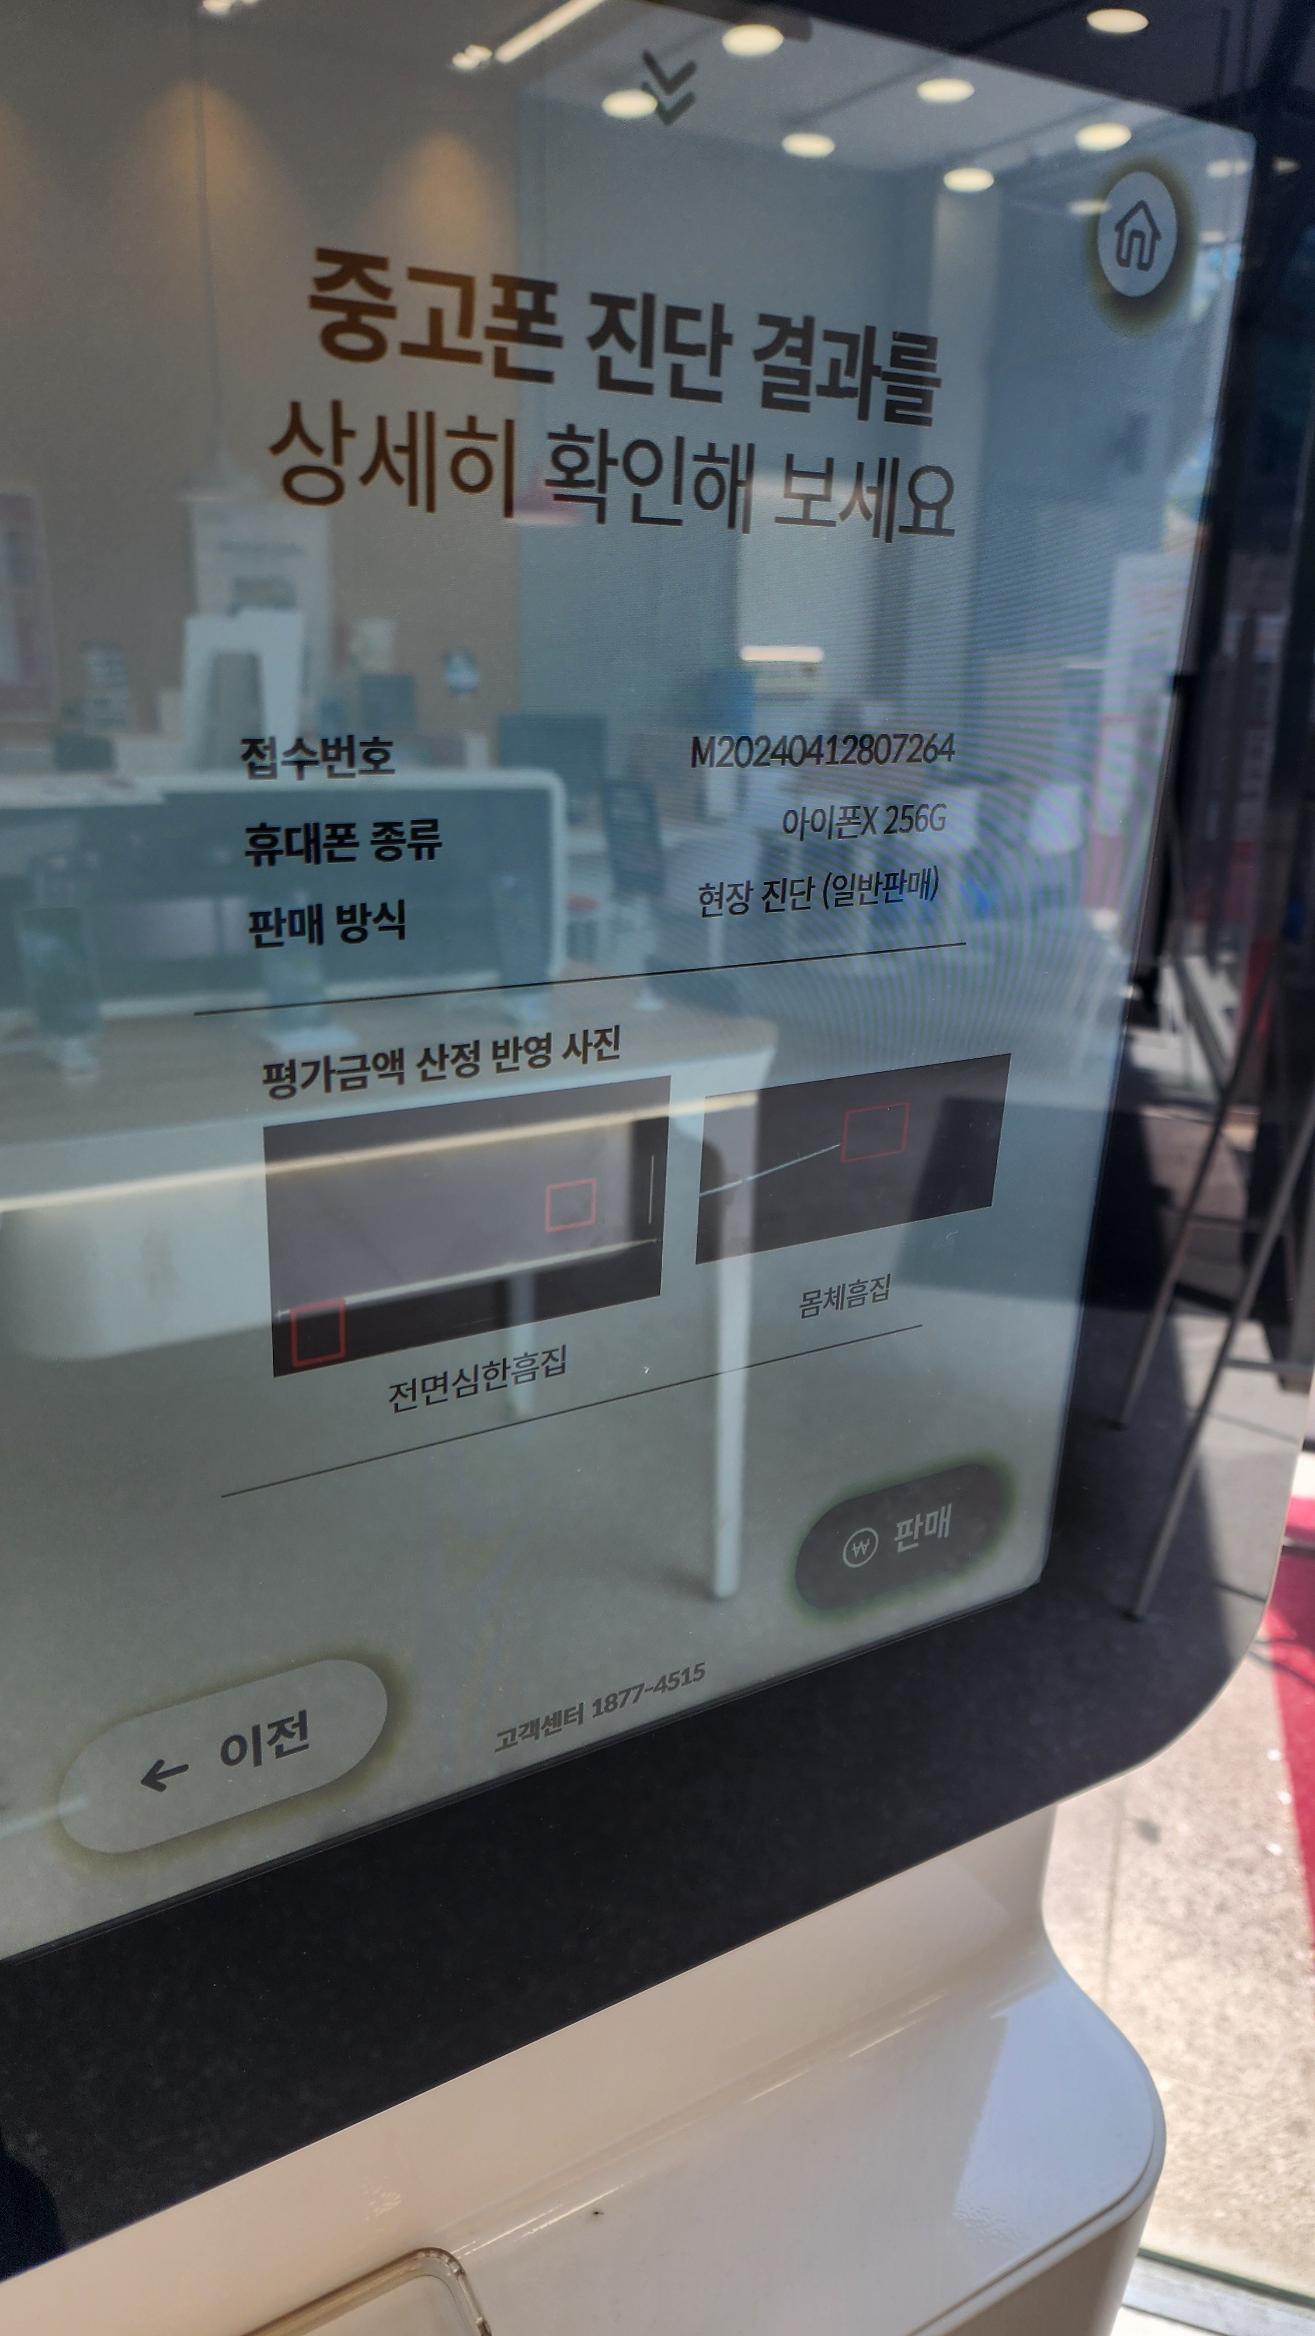 중고폰 진단 결과를
상세히 확인해 보세요
접수번호 M20240412807264
휴대폰 종류 아이폰X 256G
판매 방식 현장 진단 (일반판매)
평가금액 산정 반영 사진
전면심한흠집 몸체흠집
₩ 판매
← 이전
고객센터 1877-4515